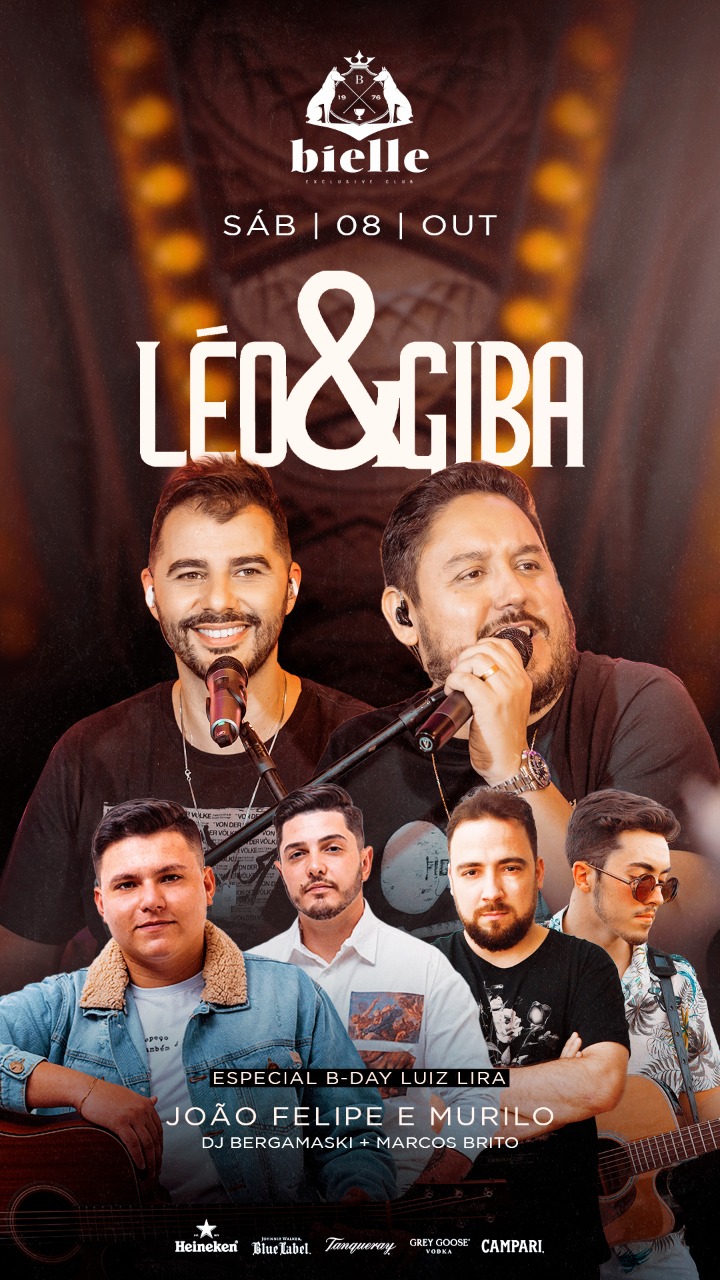 B
19 76
bielle
EXCLUSIVE CLUB
SÁB | 08 | OUT
LÉO&GIBA
ESPECIAL B-DAY LUIZ LIRA
JOÃO FELIPE E MURILO
DJ BERGAMASKI + MARCOS BRITO
Heineken
JOHNNIE WALKER
Blue Label.
Tanqueray
GREY GOOSE
VODKA
CAMPARI